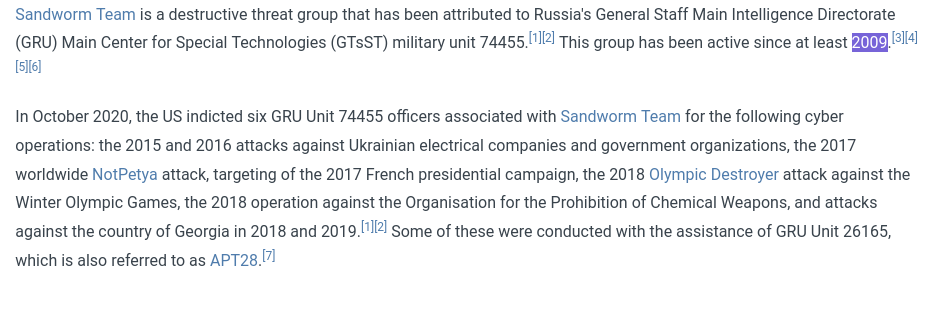 Sandworm Team is a destructive threat group that has been attributed to Russia's General Staff Main Intelligence Directorate
(GRU) Main Center for Special Technologies (GTsST) military unit 74455.[1][2] This group has been active since at least 2009.[3][4]
[5][6]
In October 2020, the US indicted six GRU Unit 74455 officers associated with Sandworm Team for the following cyber
operations: the 2015 and 2016 attacks against Ukrainian electrical companies and government organizations, the 2017
worldwide NotPetya attack, targeting of the 2017 French presidential campaign, the 2018 Olympic Destroyer attack against the
Winter Olympic Games, the 2018 operation against the Organisation for the Prohibition of Chemical Weapons, and attacks
against the country of Georgia in 2018 and 2019.[1][2] Some of these were conducted with the assistance of GRU Unit 26165,
which is also referred to as APT28.[7]